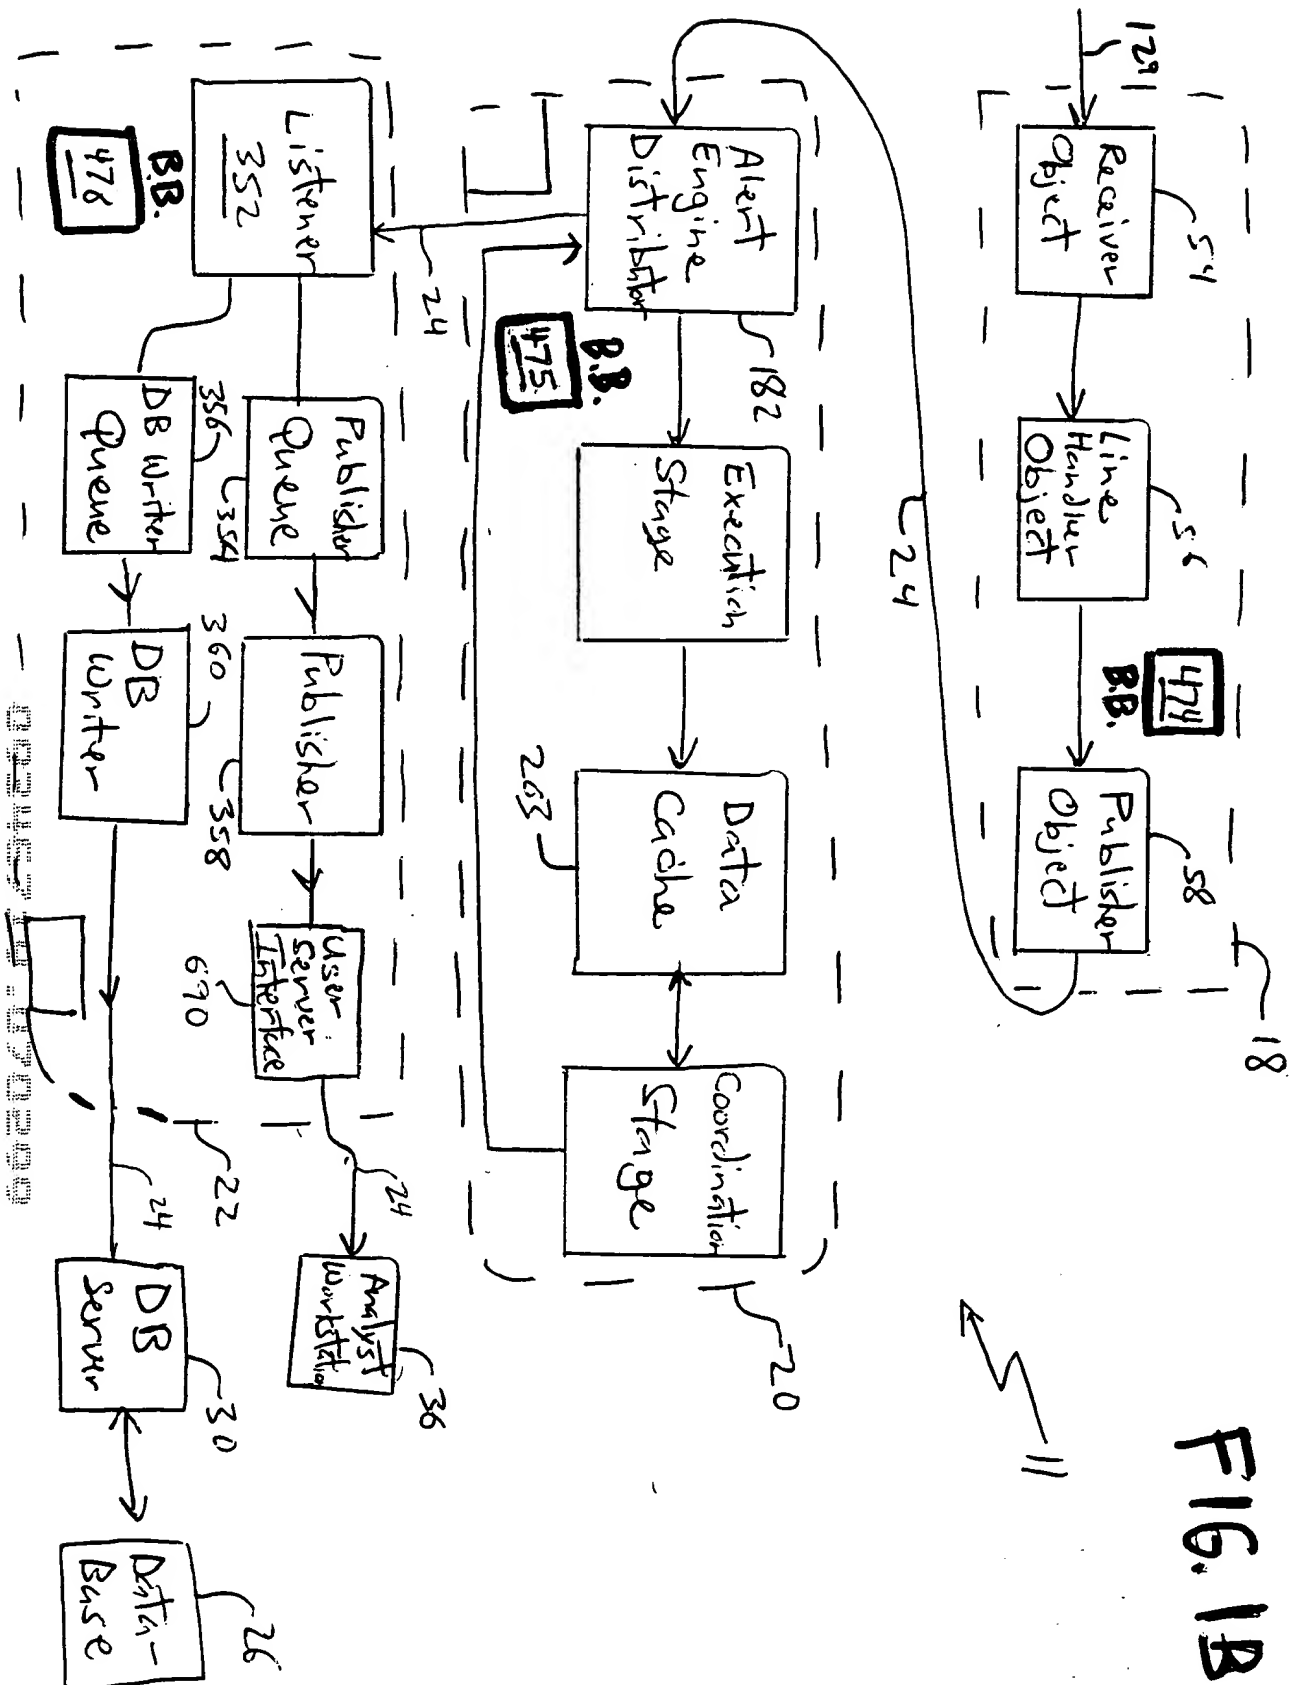 FIG. 1B
11
129
Receiver
Object
54
Line
Handler
Object
56
474
B.B.
Publisher
Object
58
18
24
Alert
Engine
Distributor
182
B.B.
475
Execution
Stage
Data
Cache
263
Coordination
Stage
20
24
Listener
352
B.B.
476
Publisher
Queue
354
DB Writer
Queue
356
Publisher
358
DB
Writer
360
User
Server
Interface
690
24
Analyst
Workstation
36
22
24
DB
Server
30
Data-
Base
26